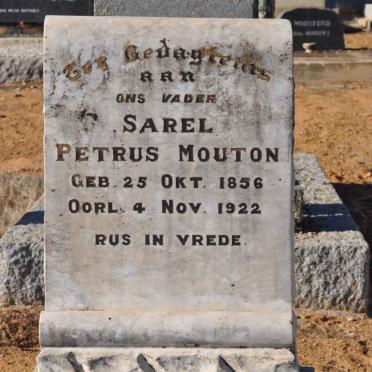 Ter Gedagtenis
aan
ONS VADER
SAREL
PETRUS MOUTON
GEB. 25 OKT. 1856
OORL. 4 NOV. 1922
RUS IN VREDE.